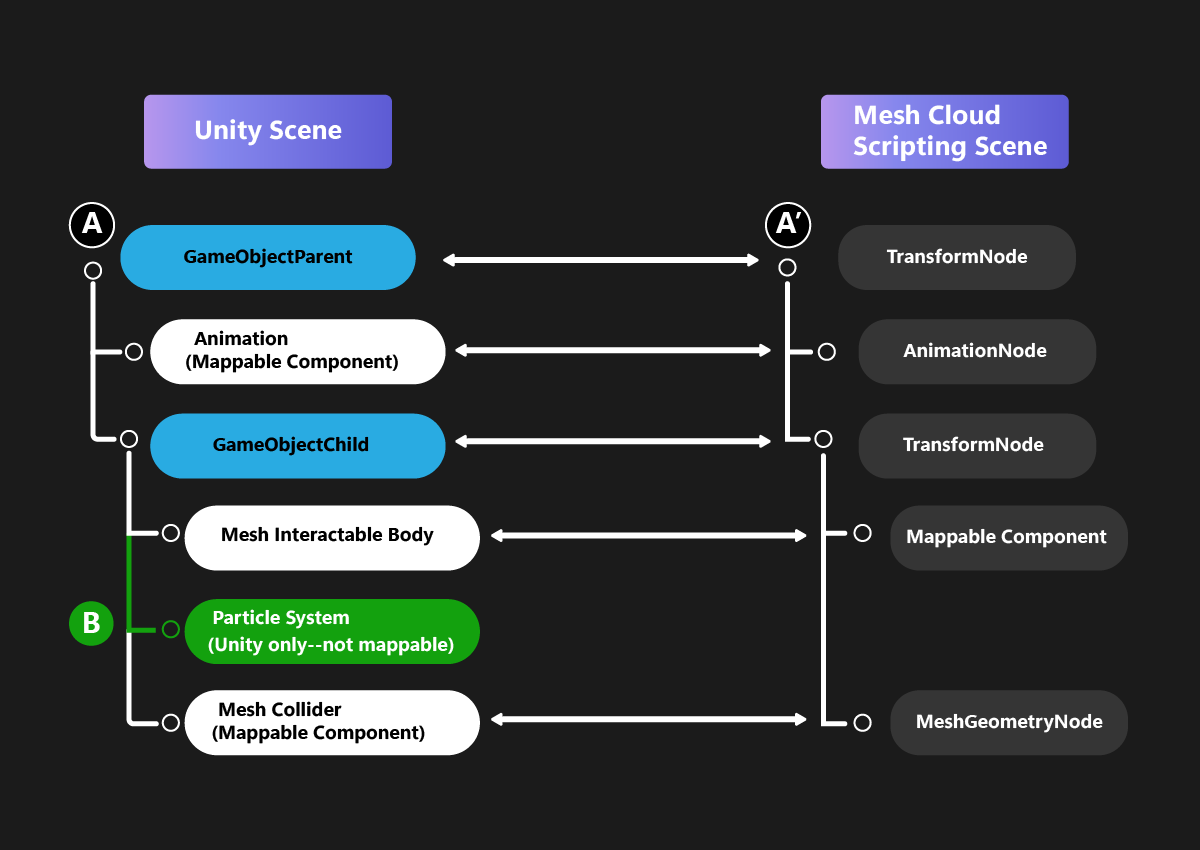 Unity Scene
Mesh Cloud
Scripting Scene
A
A’
GameObjectParent
TransformNode
Animation
(Mappable Component)
AnimationNode
GameObjectChild
TransformNode
Mesh Interactable Body
Mappable Component
B
Particle System
(Unity only--not mappable)
Mesh Collider
(Mappable Component)
MeshGeometryNode